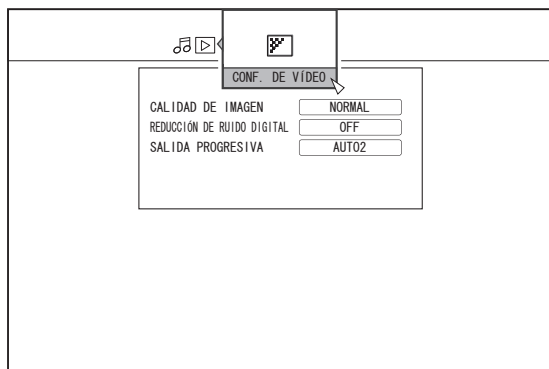 CONF. DE VÍDEO
CALIDAD DE IMAGEN NORMAL
REDUCCIÓN DE RUIDO DIGITAL OFF
SALIDA PROGRESIVA AUTO2